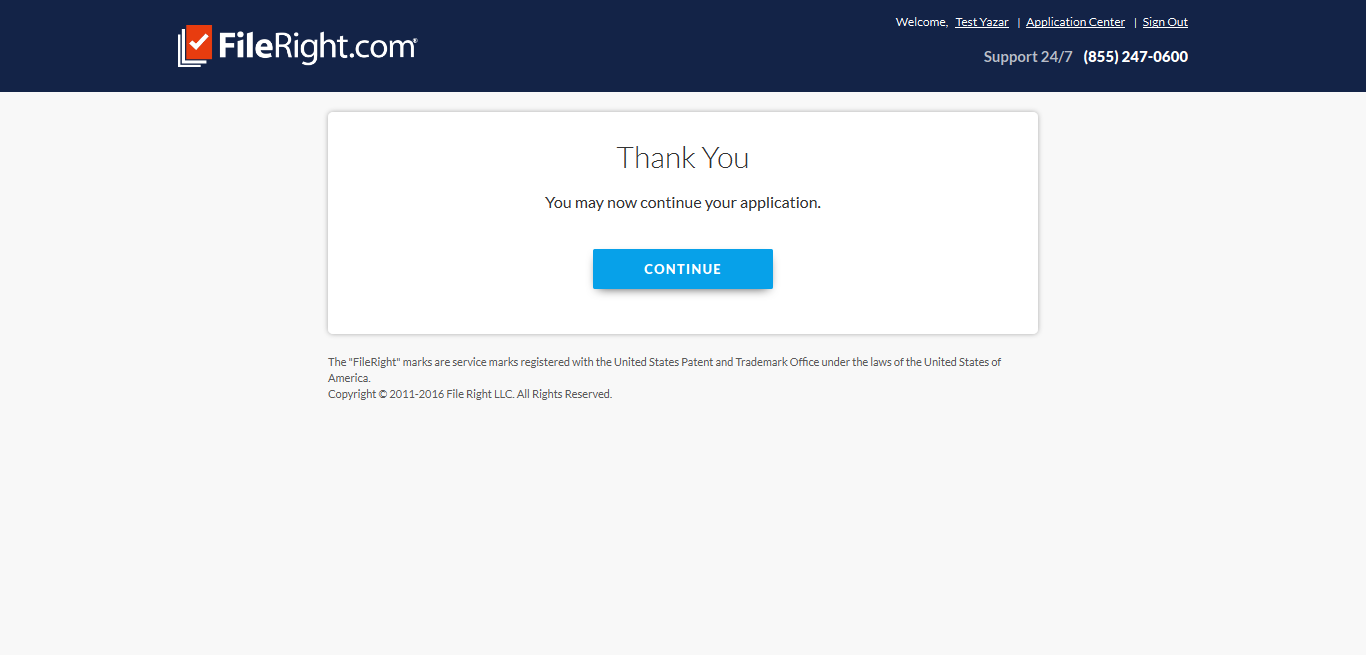 FileRight.com®
Welcome, Test Yazar | Application Center | Sign Out
Support 24/7 (855) 247-0600
Thank You
You may now continue your application.
CONTINUE
The "FileRight" marks are service marks registered with the United States Patent and Trademark Office under the laws of the United States of
America.
Copyright © 2011-2016 File Right LLC. All Rights Reserved.